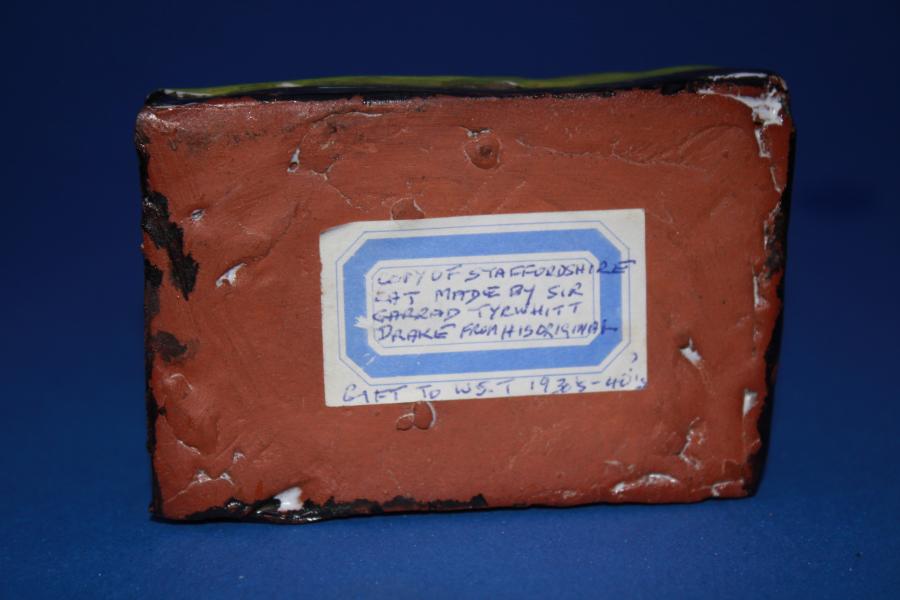 COPY OF STAFFORDSHIRE
CAT MADE BY SIR
GARRAD TYRWHITT
DRAKE FROM HIS ORIGINAL
GIFT TO W.S.T 1930'S-40'S